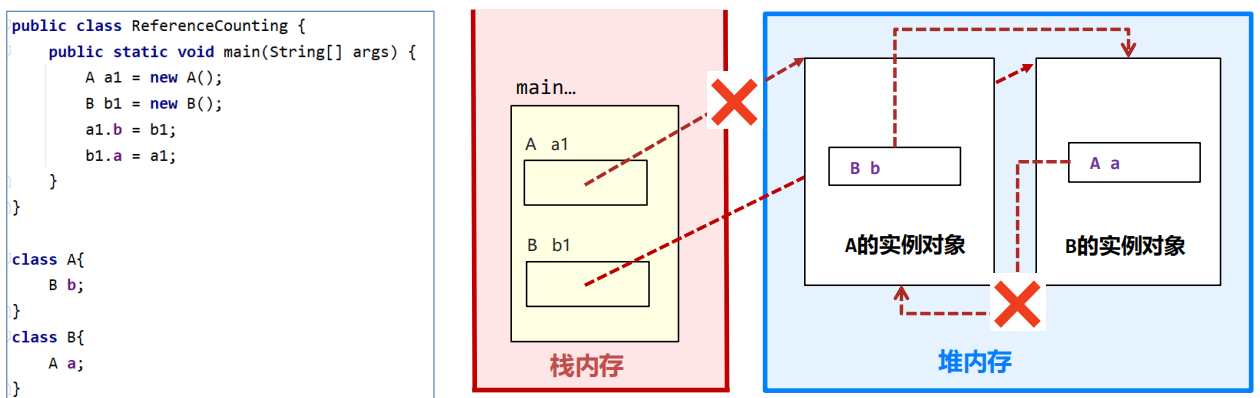 public class ReferenceCounting {
    public static void main(String[] args) {
        A a1 = new A();
        B b1 = new B();
        a1.b = b1;
        b1.a = a1;
    }
}
class A{
    B b;
}
class B{
    A a;
}
main…
A a1
B b1
栈内存
B b
A的实例对象
A a
B的实例对象
堆内存